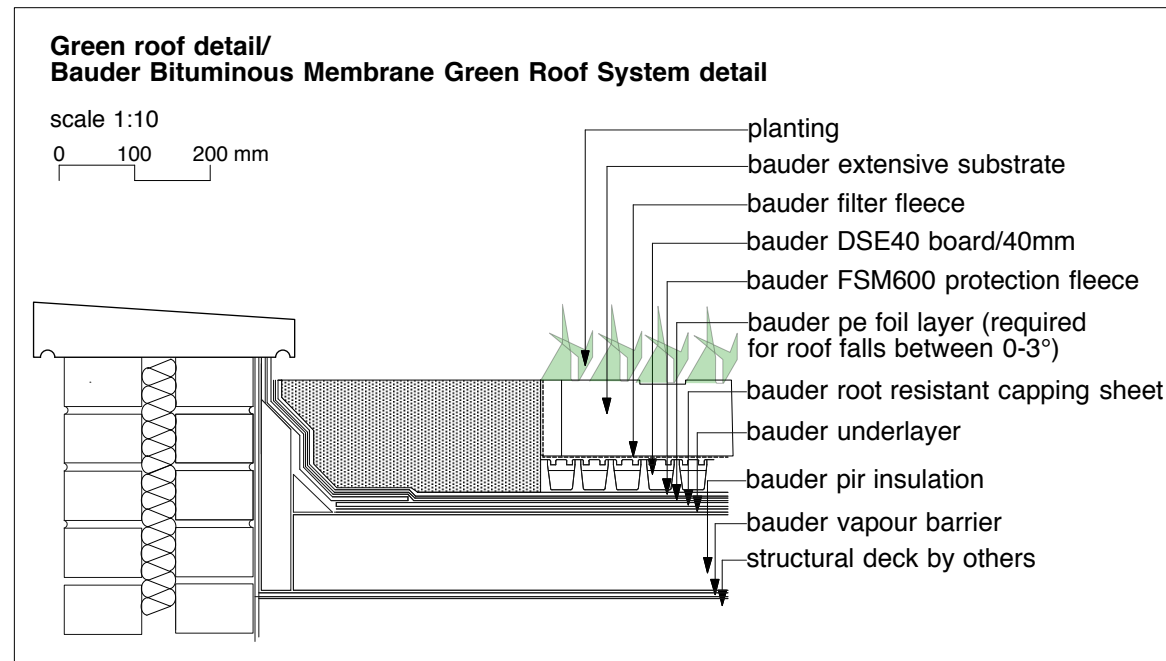 Green roof detail/
Bauder Bituminous Membrane Green Roof System detail
scale 1:10
0 100 200 mm
planting
bauder extensive substrate
bauder filter fleece
bauder DSE40 board/40mm
bauder FSM600 protection fleece
bauder pe foil layer (required
for roof falls between 0-3°)
bauder root resistant capping sheet
bauder underlayer
bauder pir insulation
bauder vapour barrier
structural deck by others